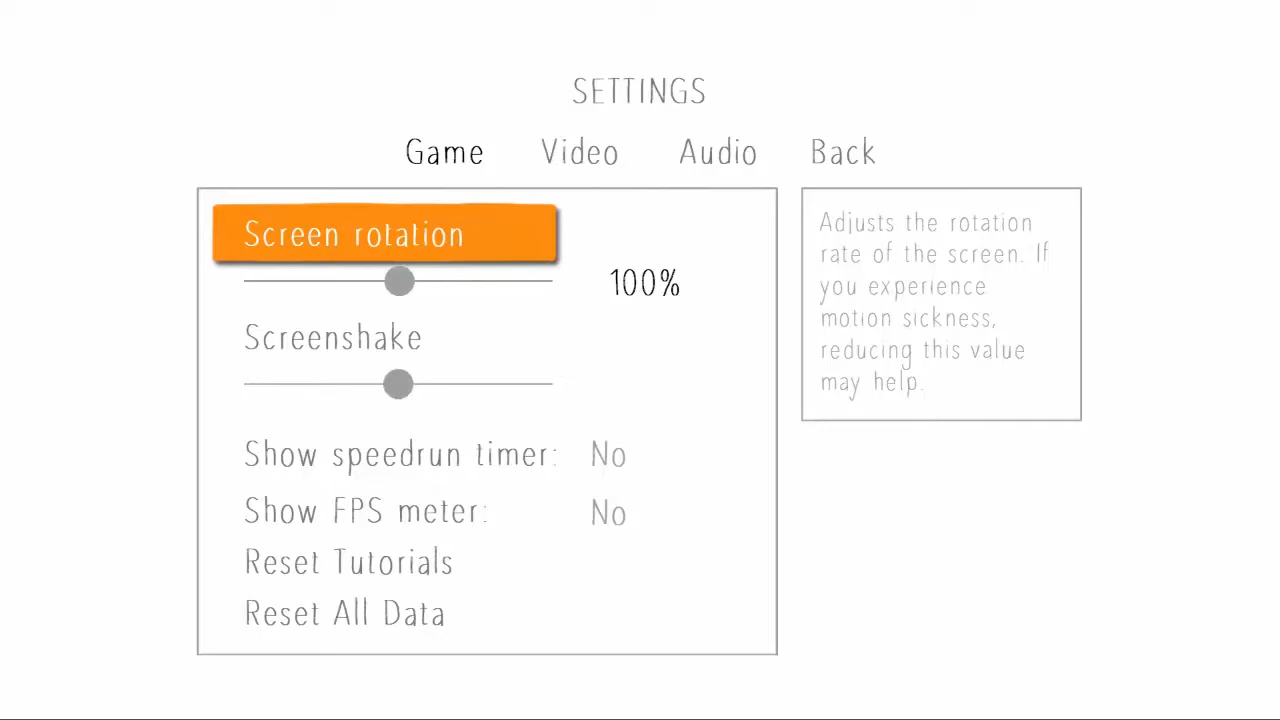 SETTINGS
Game Video Audio Back
Screen rotation
100%
Screenshake
Show speedrun timer: No
Show FPS meter: No
Reset Tutorials
Reset All Data
Adjusts the rotation
rate of the screen. If
you experience
motion sickness,
reducing this value
may help.